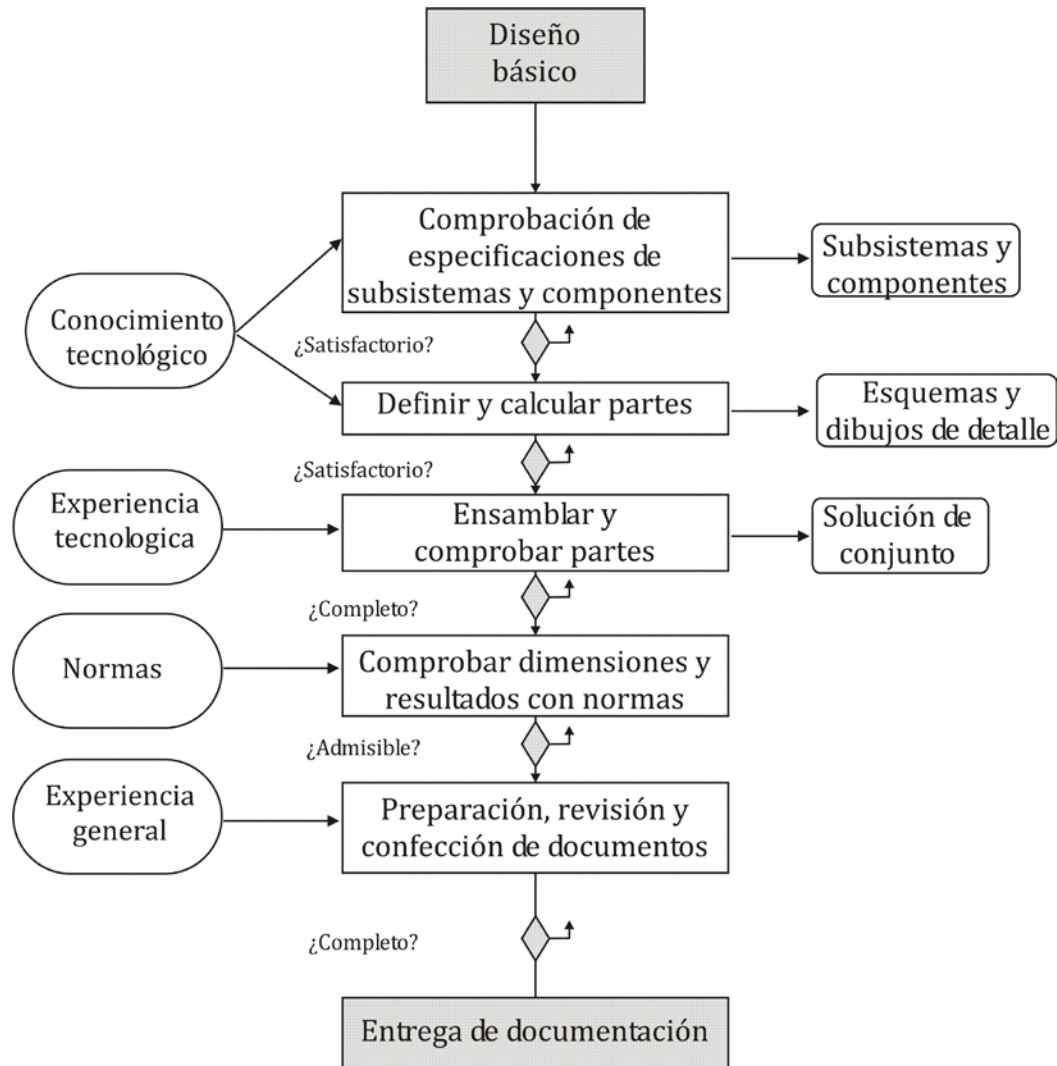 Diseño
básico
Comprobación de
especificaciones de
subsistemas y componentes
Subsistemas y
componentes
Conocimiento
tecnológico
¿Satisfactorio?
Definir y calcular partes
Esquemas y
dibujos de detalle
¿Satisfactorio?
Experiencia
tecnologica
Ensamblar y
comprobar partes
Solución de
conjunto
¿Completo?
Normas
Comprobar dimensiones y
resultados con normas
¿Admisible?
Experiencia
general
Preparación, revisión y
confección de documentos
¿Completo?
Entrega de documentación